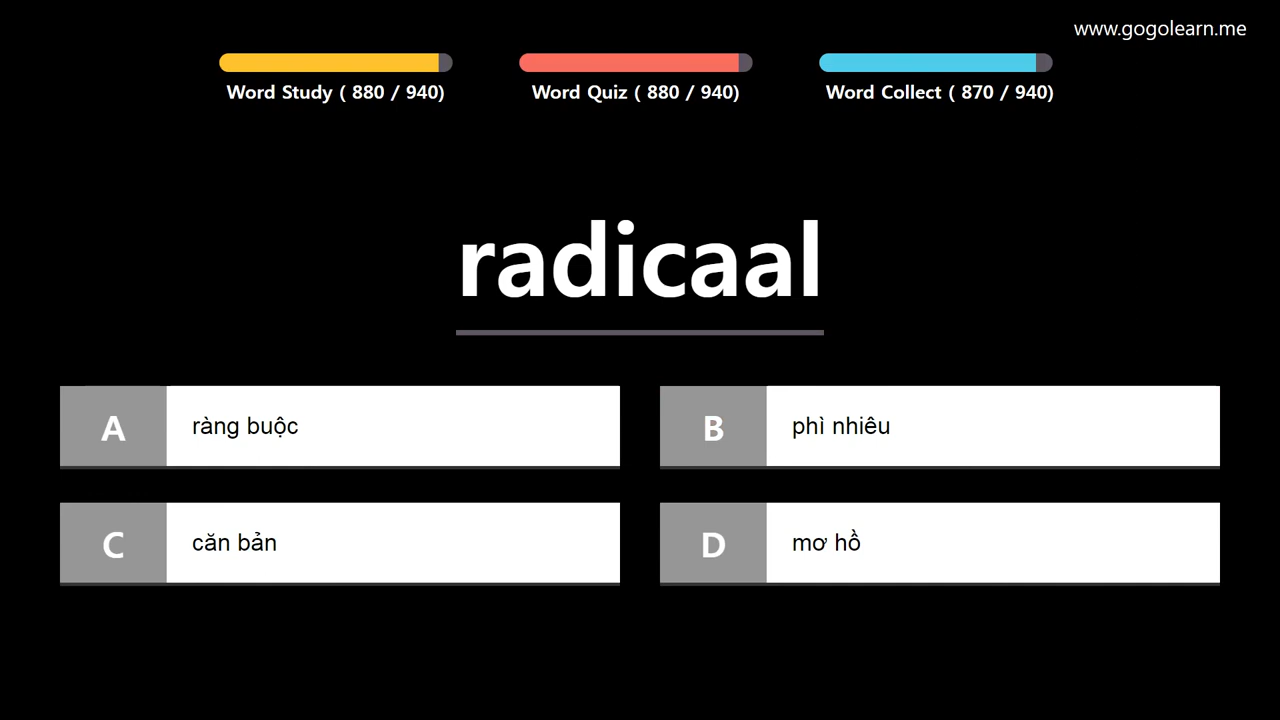 www.gogolearn.me
Word Study ( 880 / 940)
Word Quiz ( 880 / 940)
Word Collect ( 870 / 940)
radicaal
A
ràng buộc
B
phì nhiêu
C
căn bản
D
mơ hồ